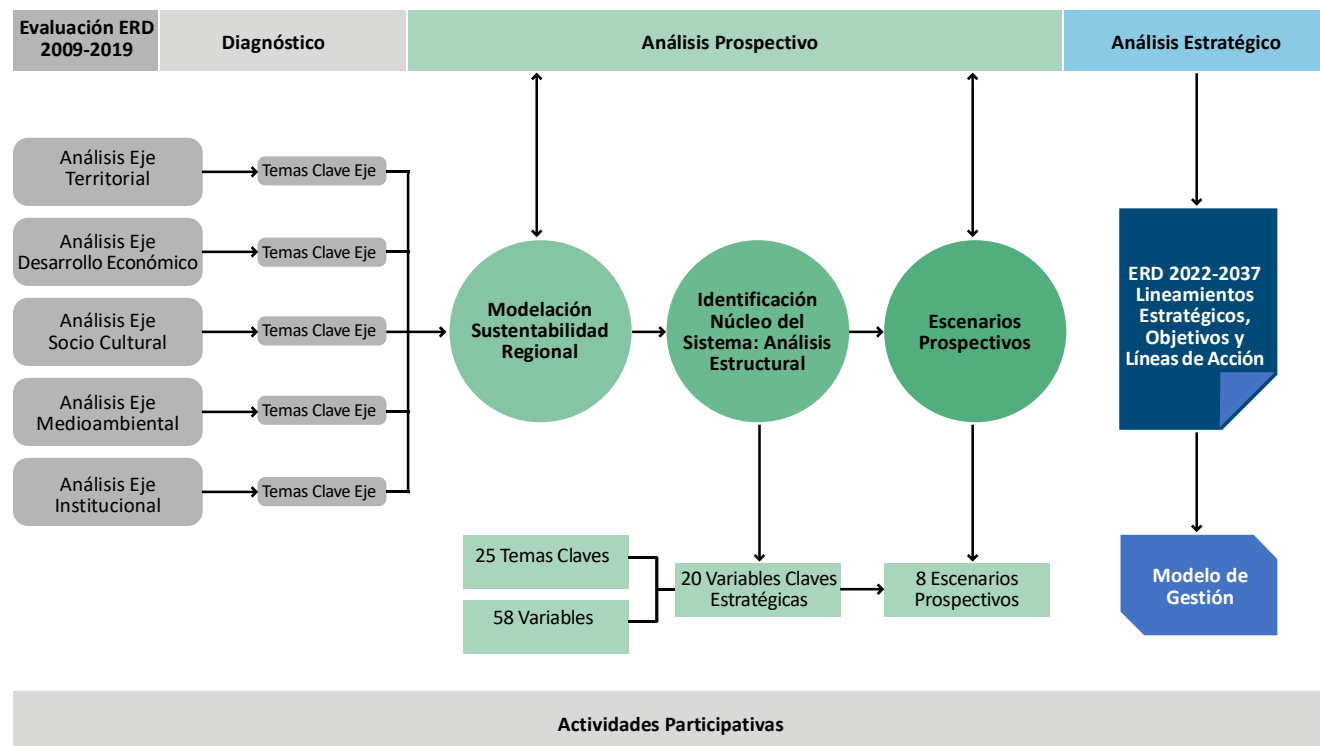 Evaluación ERD
2009-2019
Diagnóstico
Análisis Prospectivo
Análisis Estratégico
Análisis Eje
Territorial
Temas Clave Eje
Análisis Eje
Desarrollo Económico
Temas Clave Eje
Análisis Eje
Socio Cultural
Temas Clave Eje
Análisis Eje
Medioambiental
Temas Clave Eje
Análisis Eje
Institucional
Temas Clave Eje
Modelación
Sustentabilidad
Regional
Identificación
Núcleo del
Sistema: Análisis
Estructural
Escenarios
Prospectivos
25 Temas Claves
58 Variables
20 Variables Claves
Estratégicas
8 Escenarios
Prospectivos
ERD 2022-2037
Lineamientos
Estratégicos,
Objetivos y
Líneas de Acción
Modelo de
Gestión
Actividades Participativas